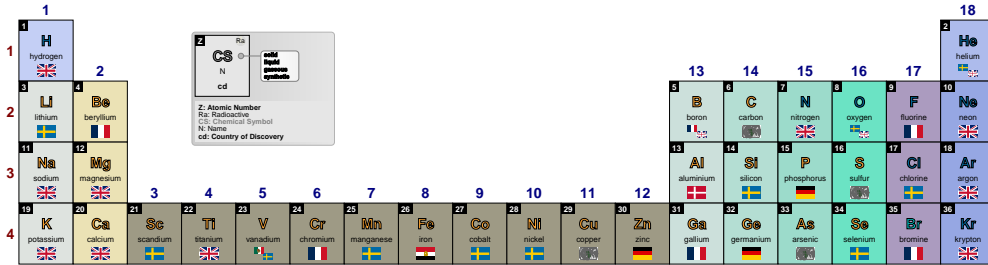 1 18
1 H hydrogen
2 He helium
Z Ra
CS
N
cd
solid
liquid
gaseous
synthetic
Z: Atomic Number
Ra: Radioactive
CS: Chemical Symbol
N: Name
cd: Country of Discovery
1
2 13 14 15 16 17
3 Li lithium
4 Be beryllium
5 B boron
6 C carbon
7 N nitrogen
8 O oxygen
9 F fluorine
10 Ne neon
2
11 Na sodium
12 Mg magnesium
13 Al aluminium
14 Si silicon
15 P phosphorus
16 S sulfur
17 Cl chlorine
18 Ar argon
3
3 4 5 6 7 8 9 10 11 12
19 K potassium
20 Ca calcium
21 Sc scandium
22 Ti titanium
23 V vanadium
24 Cr chromium
25 Mn manganese
26 Fe iron
27 Co cobalt
28 Ni nickel
29 Cu copper
30 Zn zinc
31 Ga gallium
32 Ge germanium
33 As arsenic
34 Se selenium
35 Br bromine
36 Kr krypton
4